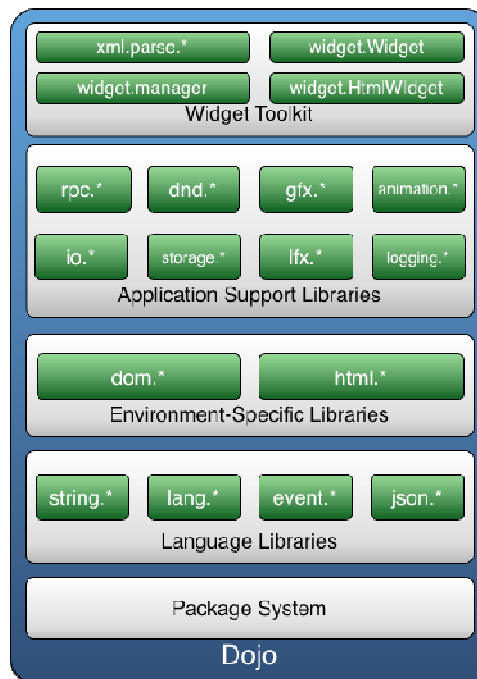 xml.parse.*
widget.Widget
widget.manager
widget.HtmlWIdget
Widget Toolkit
rpc.*
dnd.*
gfx.*
animation.*
io.*
storage.*
lfx.*
logging.*
Application Support Libraries
dom.*
html.*
Environment-Specific Libraries
string.*
lang.*
event.*
json.*
Language Libraries
Package System
Dojo